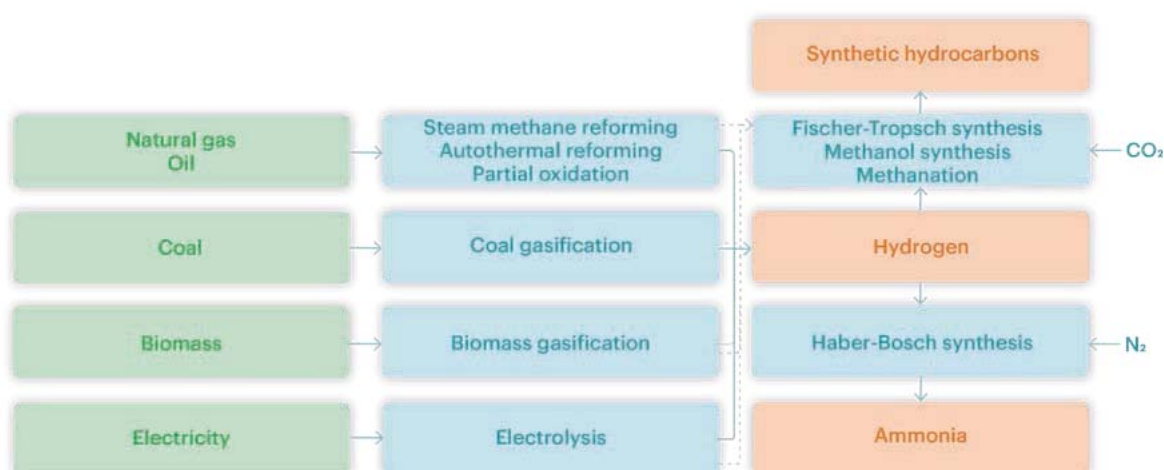 Synthetic hydrocarbons
Natural gas
Oil
Steam methane reforming
Autothermal reforming
Partial oxidation
Fischer-Tropsch synthesis
Methanol synthesis
Methanation
CO₂
Coal
Coal gasification
Hydrogen
Biomass
Biomass gasification
Haber-Bosch synthesis
N₂
Electricity
Electrolysis
Ammonia